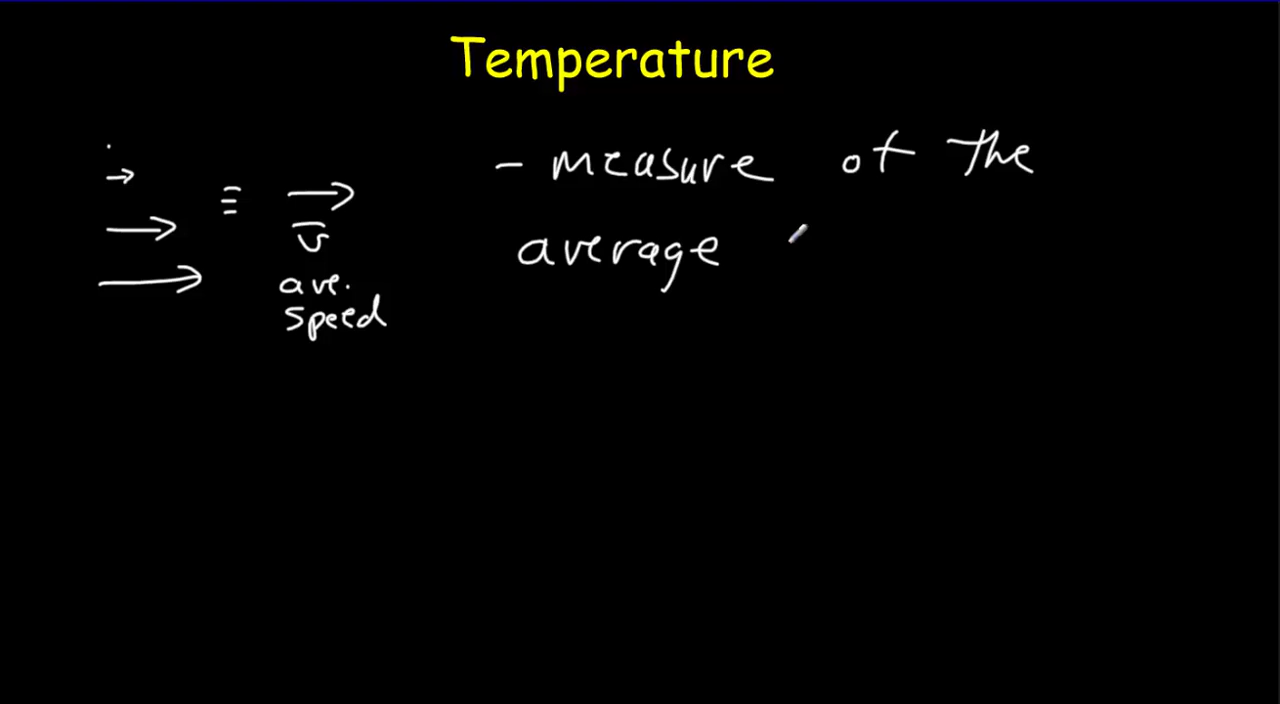 Temperature
- measure of the
average
≡
v̅
ave.
speed